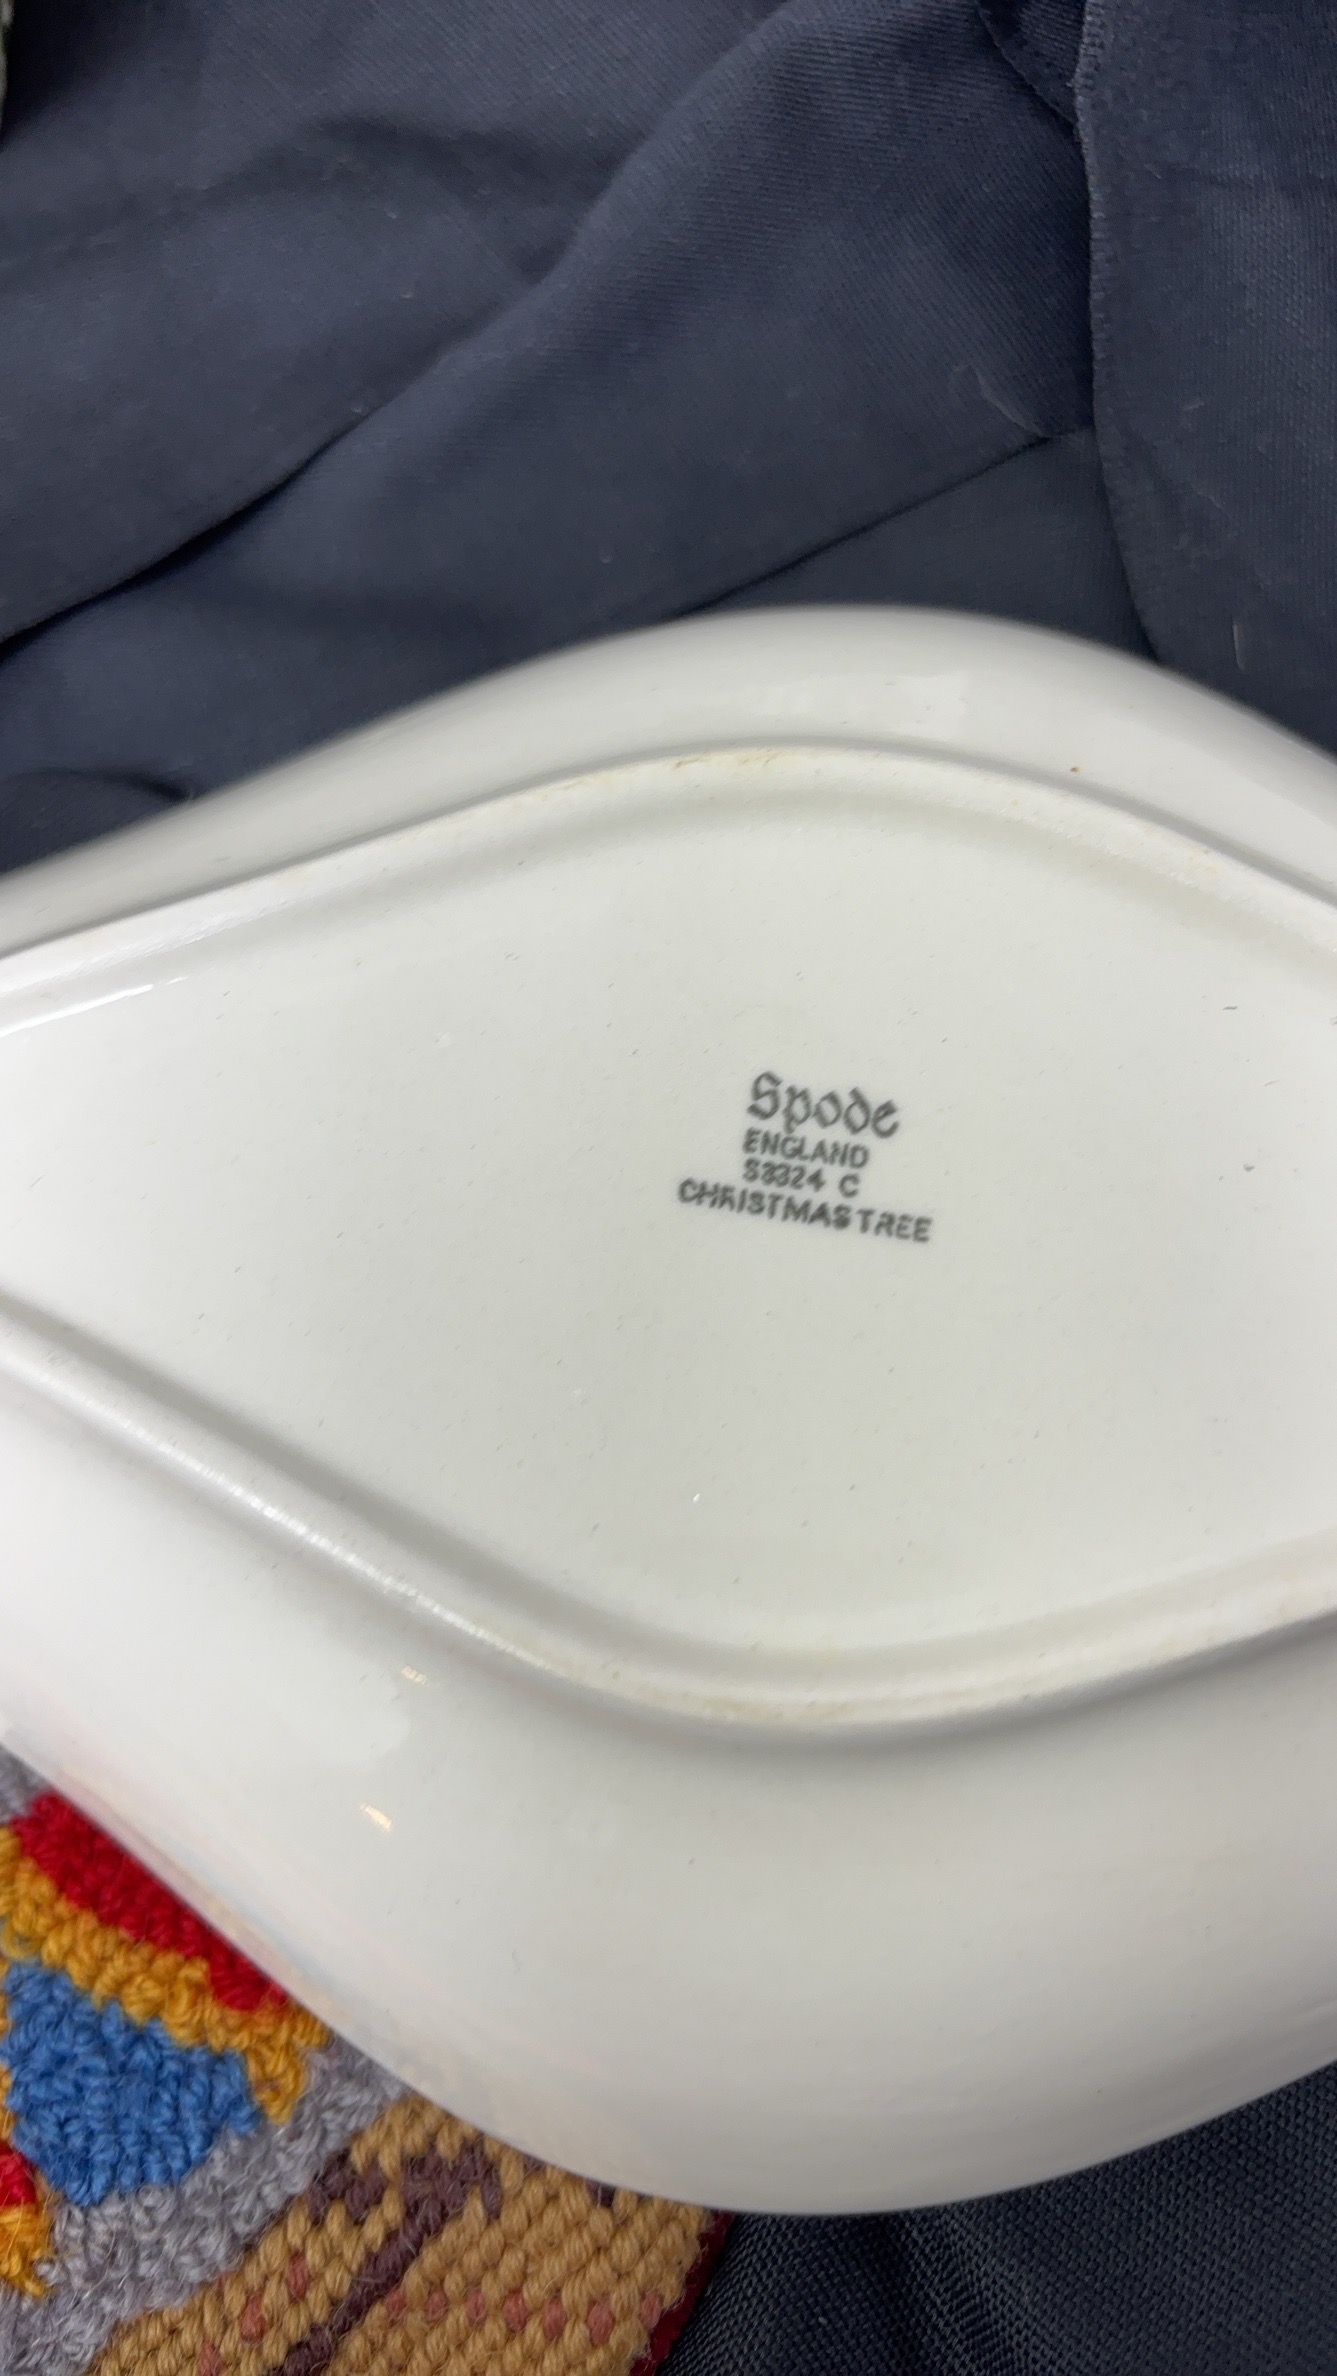 Spode
ENGLAND
S3324 C
CHRISTMAS TREE